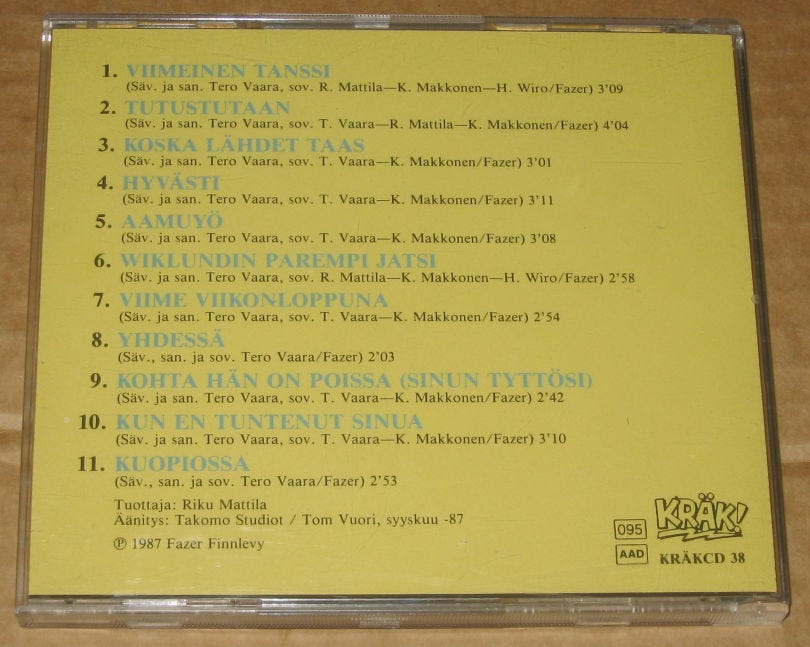 1. VIIMEINEN TANSSI
(Säv. ja san. Tero Vaara, sov. R. Mattila—K. Makkonen—H. Wiro/Fazer) 3'09
2. TUTUSTUTAAN
(Säv. ja san. Tero Vaara, sov. T. Vaara—R. Mattila—K. Makkonen/Fazer) 4'04
3. KOSKA LÄHDET TAAS
(Säv. ja san. Tero Vaara, sov. T. Vaara—K. Makkonen/Fazer) 3'01
4. HYVÄSTI
(Säv. ja san. Tero Vaara, sov. T. Vaara—K. Makkonen/Fazer) 3'11
5. AAMUYÖ
(Säv. ja san. Tero Vaara, sov. T. Vaara—K. Makkonen/Fazer) 3'08
6. WIKLUNDIN PAREMPI JATSI
(Säv. ja san. Tero Vaara, sov. R. Mattila—K. Makkonen—H. Wiro/Fazer) 2'58
7. VIIME VIIKONLOPPUNA
(Säv. ja san. Tero Vaara, sov. T. Vaara—K. Makkonen/Fazer) 2'54
8. YHDESSÄ
(Säv., san. ja sov. Tero Vaara/Fazer) 2'03
9. KOHTA HÄN ON POISSA (SINUN TYTTÖSI)
(Säv. ja san. Tero Vaara, sov. T. Vaara—K. Makkonen/Fazer) 2'42
10. KUN EN TUNTENUT SINUA
(Säv. ja san. Tero Vaara, sov. T. Vaara—K. Makkonen/Fazer) 3'10
11. KUOPIOSSA
(Säv., san. ja sov. Tero Vaara/Fazer) 2'53
Tuottaja: Riku Mattila
Äänitys: Takomo Studiot / Tom Vuori, syyskuu -87
℗ 1987 Fazer Finnlevy
095
AAD
KRÄK!
KRÄKCD 38